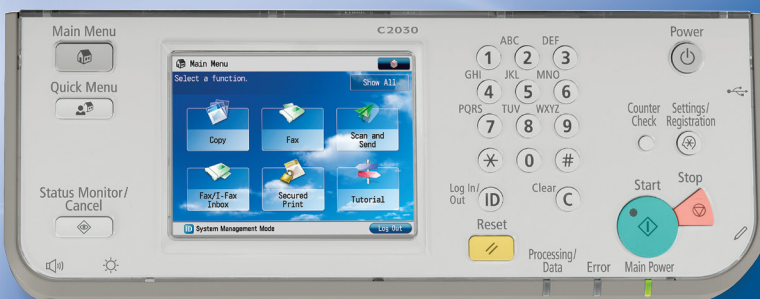 Main Menu
Quick Menu
Status Monitor/
Cancel
C2030
Main Menu
Select a function.
Show All
Copy
Fax
Scan and
Send
Fax/I-Fax
Inbox
Secured
Print
Tutorial
ID System Management Mode
Log Out
ABC DEF
1 2 3
GHI JKL MNO
4 5 6
PQRS TUV WXYZ
7 8 9
* 0 #
Log In/
Out
ID
Clear
C
Reset
Power
Counter
Check
Settings/
Registration
Start
Stop
Processing/
Data
Error
Main Power